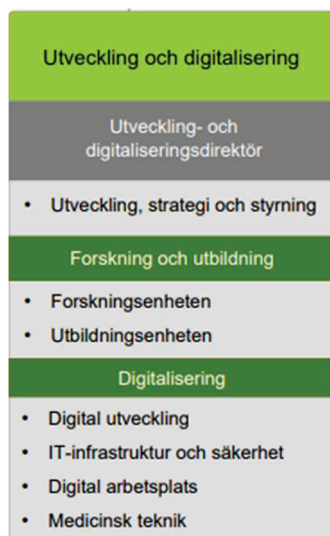 Utveckling och digitalisering
Utveckling- och
digitaliseringsdirektör
• Utveckling, strategi och styrning
Forskning och utbildning
• Forskningsenheten
• Utbildningsenheten
Digitalisering
• Digital utveckling
• IT-infrastruktur och säkerhet
• Digital arbetsplats
• Medicinsk teknik